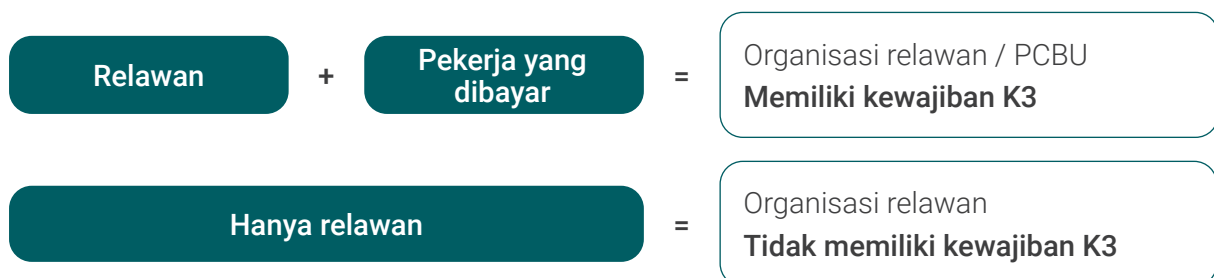 Relawan
+
Pekerja yang
dibayar
=
Organisasi relawan / PCBU
Memiliki kewajiban K3
Hanya relawan
=
Organisasi relawan
Tidak memiliki kewajiban K3